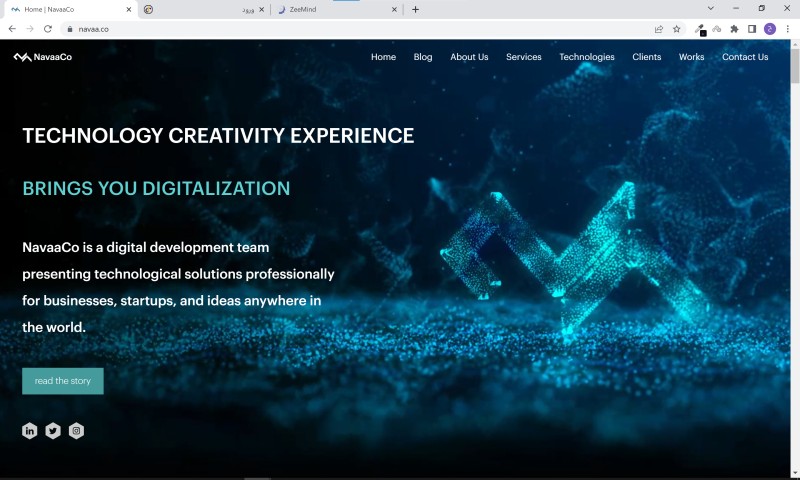 Home | NavaaCo
ورود
ZeeMind
navaa.co
NavaaCo
Home Blog About Us Services Technologies Clients Works Contact Us
TECHNOLOGY CREATIVITY EXPERIENCE
BRINGS YOU DIGITALIZATION
NavaaCo is a digital development team
presenting technological solutions professionally
for businesses, startups, and ideas anywhere in
the world.
read the story
in